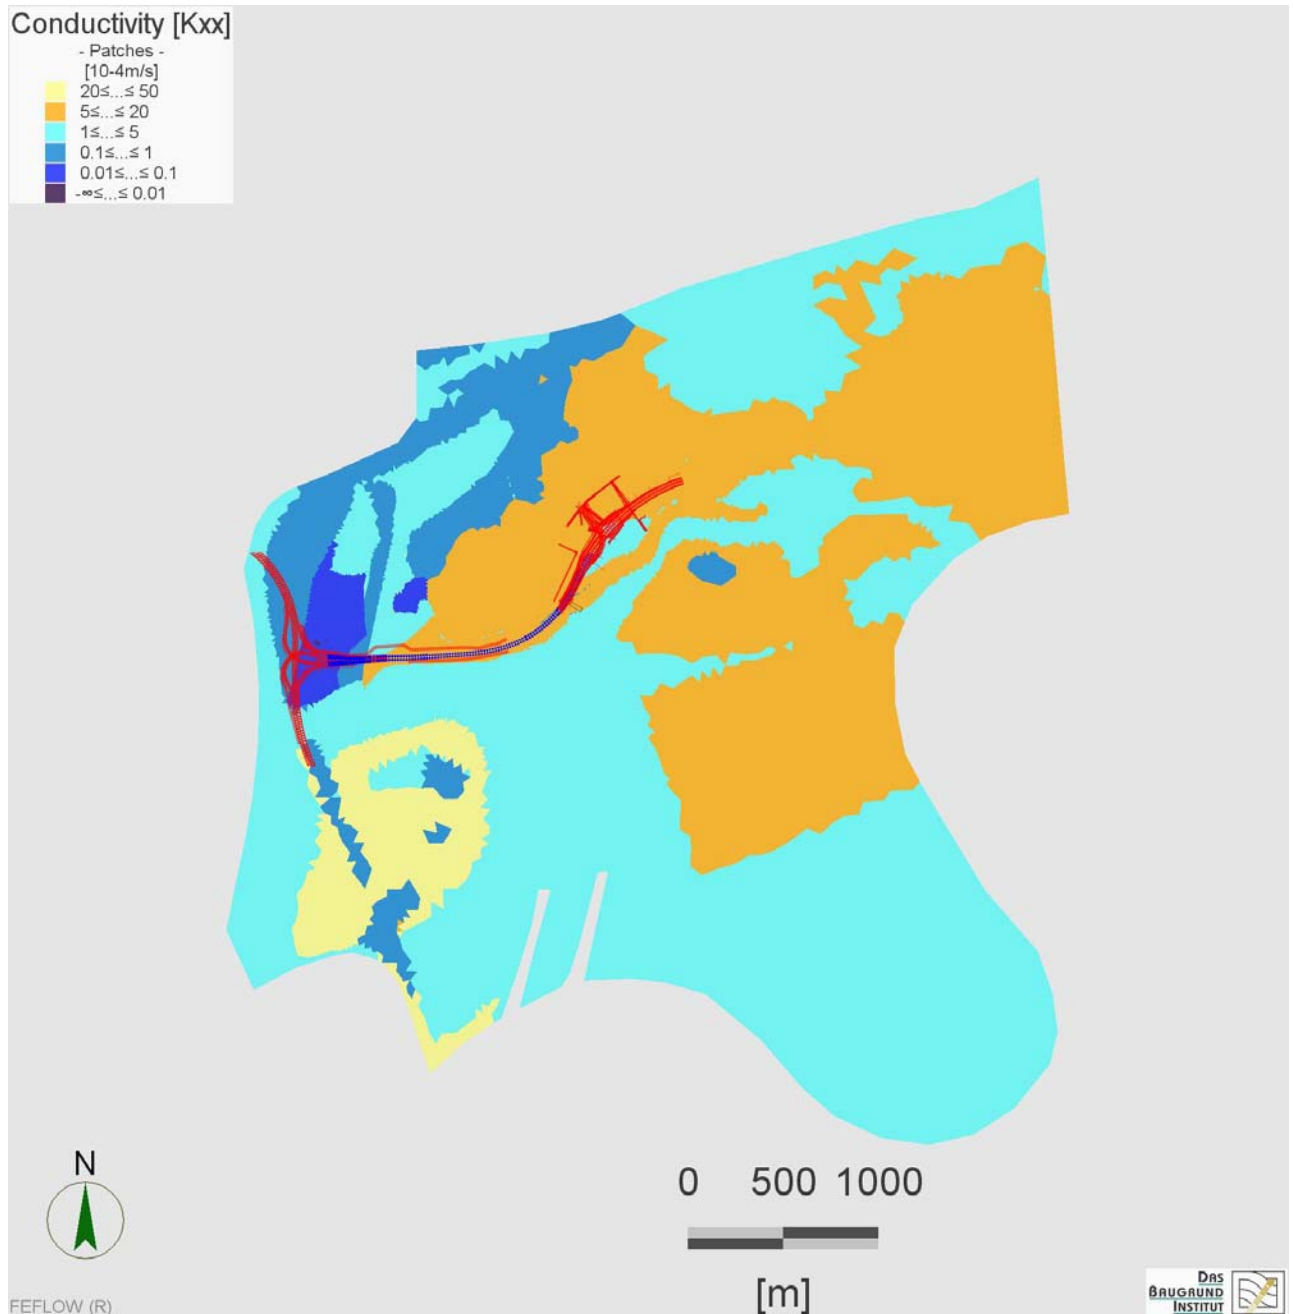 Conductivity [Kxx]
- Patches -
[10-4m/s]
20≤...≤ 50
5≤...≤ 20
1≤...≤ 5
0.1≤...≤ 1
0.01≤...≤ 0.1
-∞≤...≤ 0.01
N
0 500 1000
[m]
FEFLOW (R)
DAS
BAUGRUND
INSTITUT